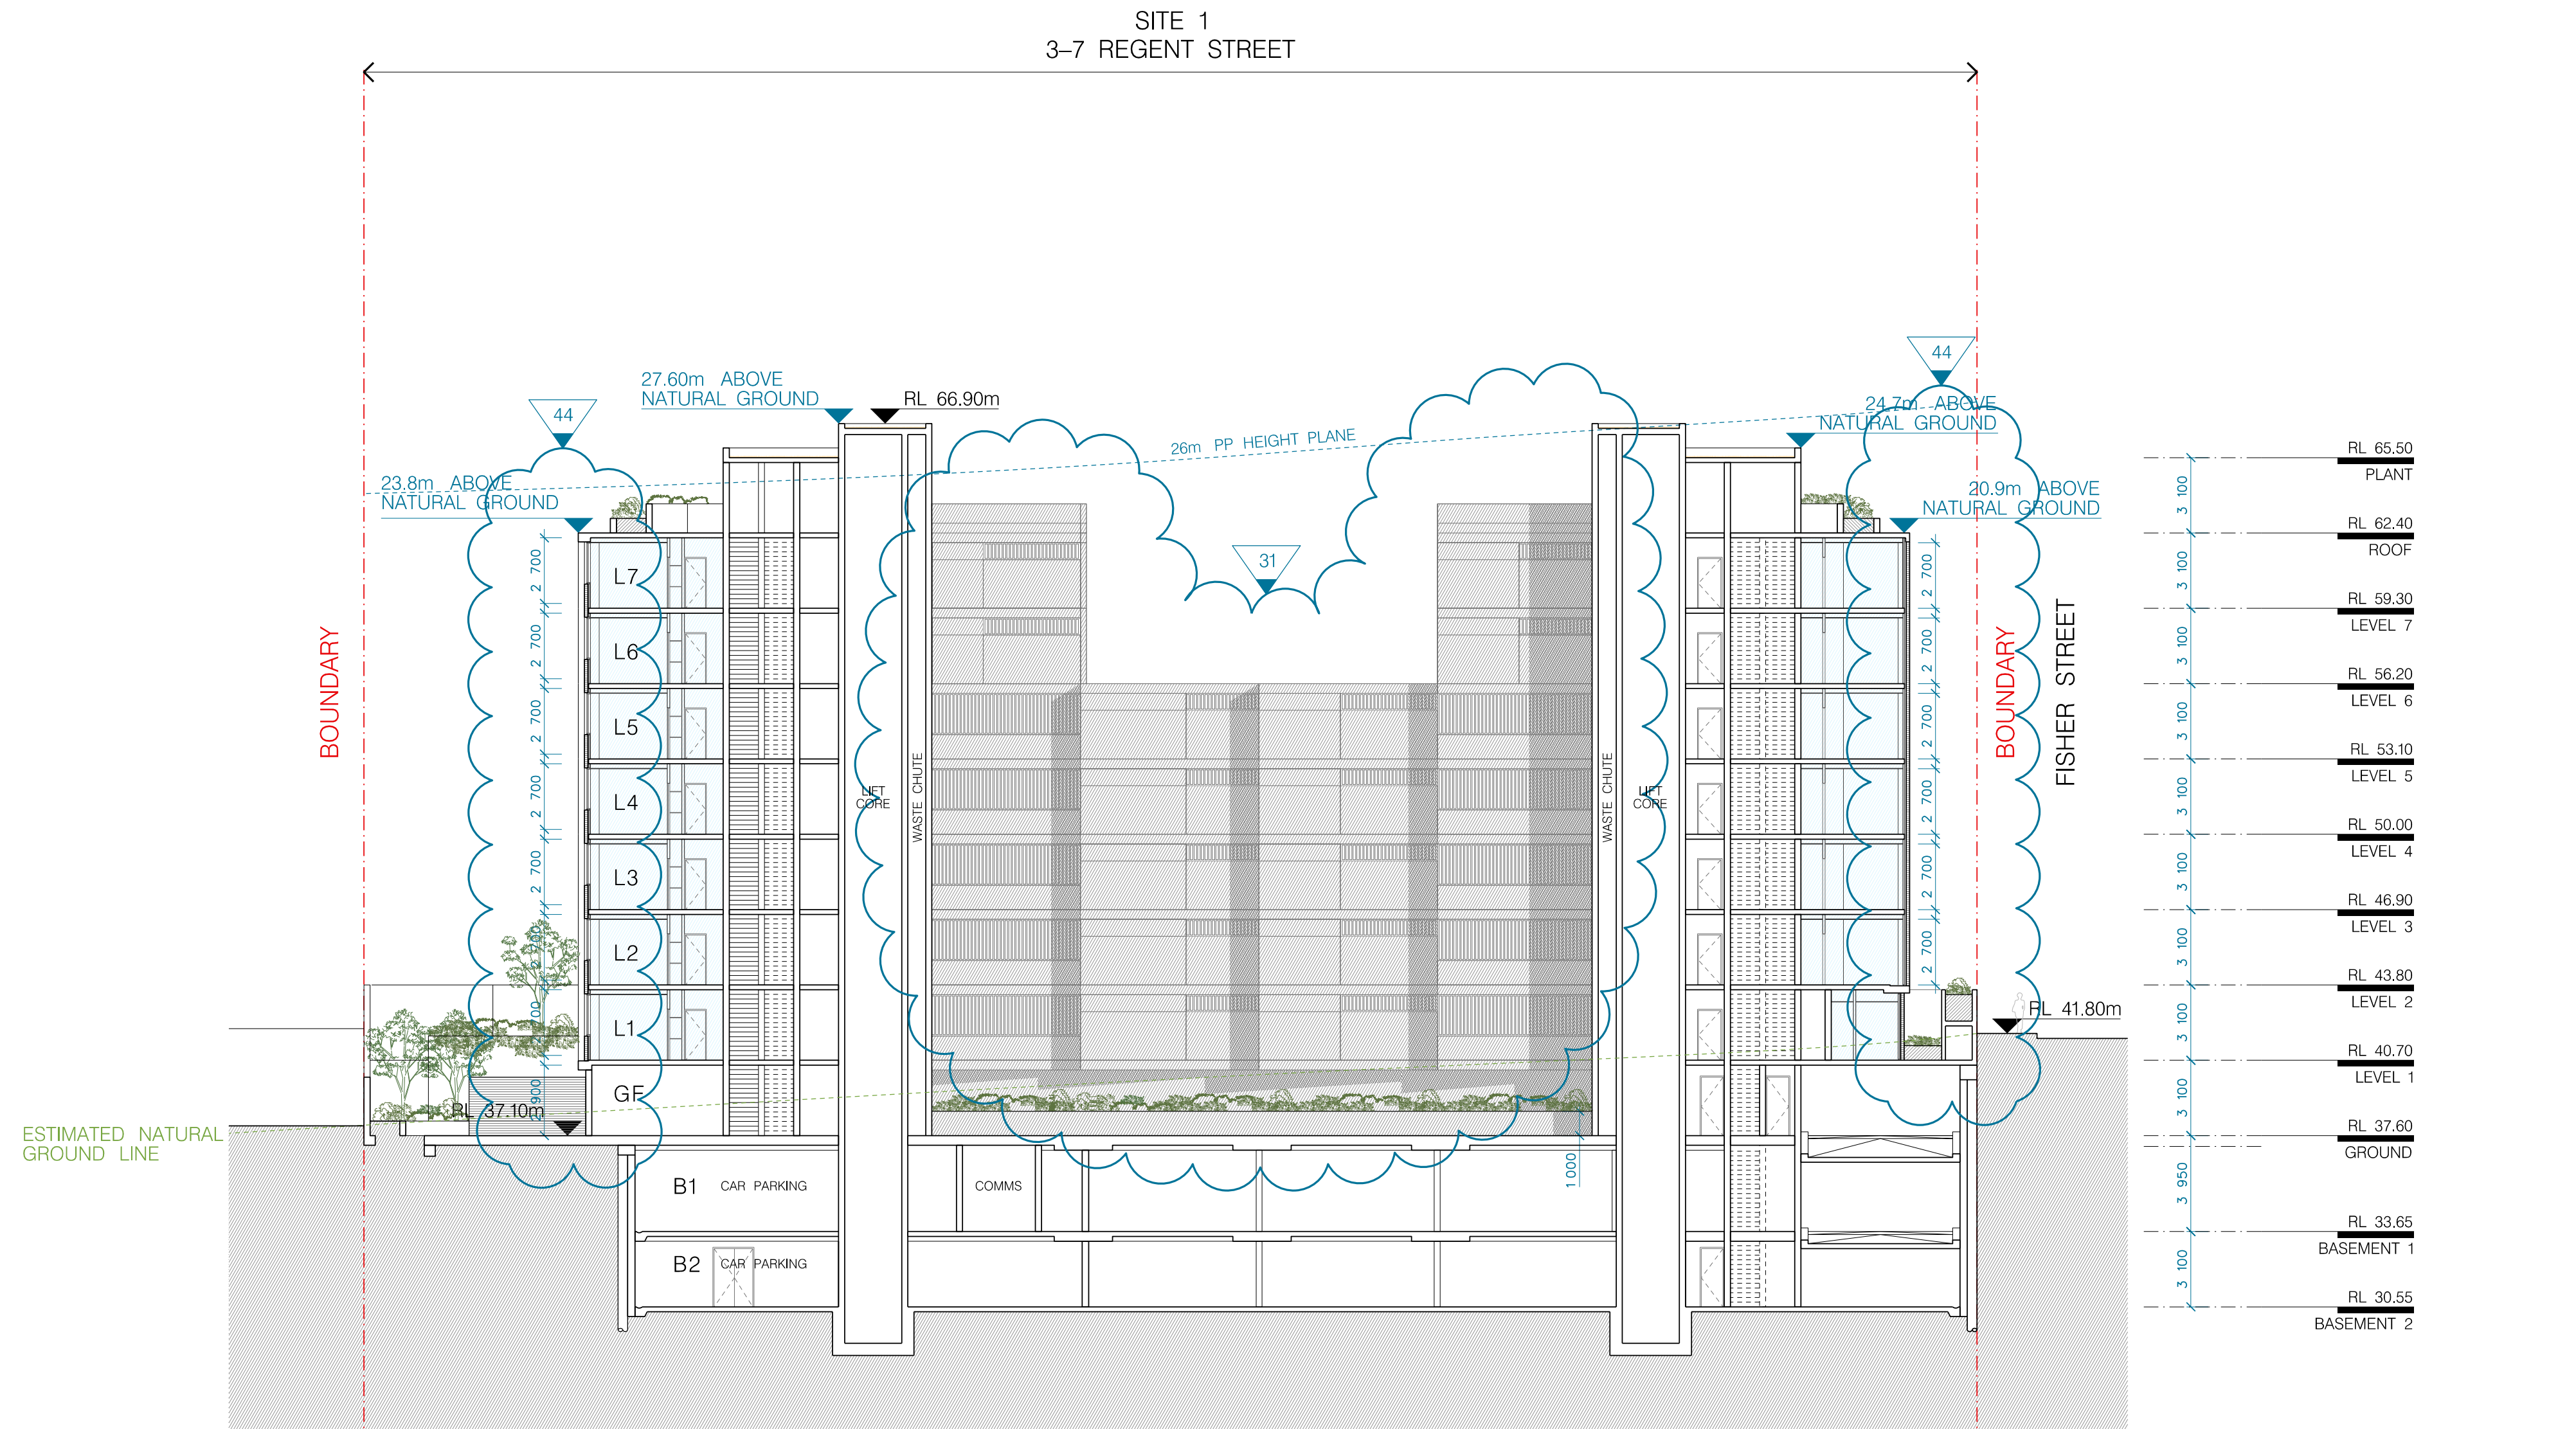 SITE 1
3–7 REGENT STREET
44
44
27.60m ABOVE
NATURAL GROUND
RL 66.90m
24.7m ABOVE
NATURAL GROUND
26m PP HEIGHT PLANE
23.8m ABOVE
NATURAL GROUND
20.9m ABOVE
NATURAL GROUND
31
BOUNDARY
BOUNDARY
FISHER STREET
L7
L6
L5
L4
L3
L2
L1
GF
2 700
2 700
2 700
2 700
2 700
2 700
2 700
2 700
2 700
2 700
2 700
2 700
LIFT
CORE
WASTE CHUTE
WASTE CHUTE
LIFT
CORE
RL 41.80m
RL 37.10m
ESTIMATED NATURAL
GROUND LINE
B1 CAR PARKING
COMMS
1 000
B2 CAR PARKING
RL 65.50
PLANT
3 100
RL 62.40
ROOF
3 100
RL 59.30
LEVEL 7
3 100
RL 56.20
LEVEL 6
3 100
RL 53.10
LEVEL 5
3 100
RL 50.00
LEVEL 4
3 100
RL 46.90
LEVEL 3
3 100
RL 43.80
LEVEL 2
3 100
RL 40.70
LEVEL 1
3 100
RL 37.60
GROUND
3 950
RL 33.65
BASEMENT 1
3 100
RL 30.55
BASEMENT 2